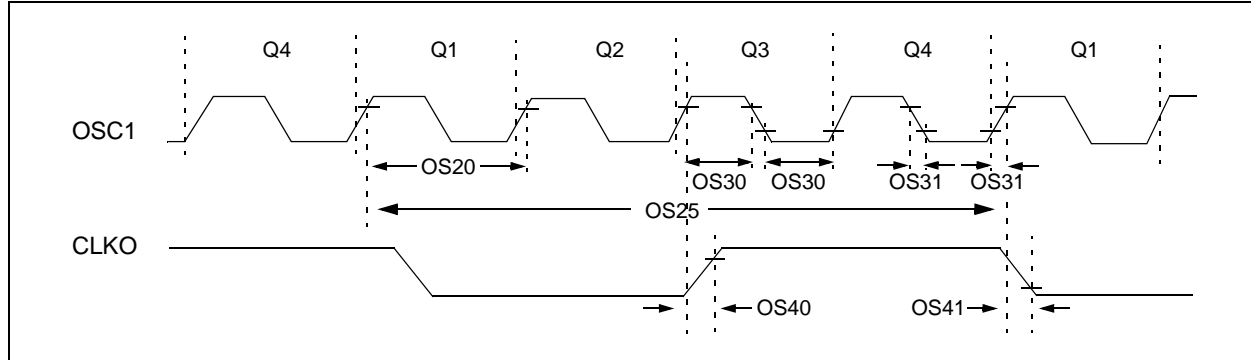 Q4 Q1 Q2 Q3 Q4 Q1
OSC1
OS20
OS30 OS30 OS31 OS31
OS25
CLKO
OS40 OS41